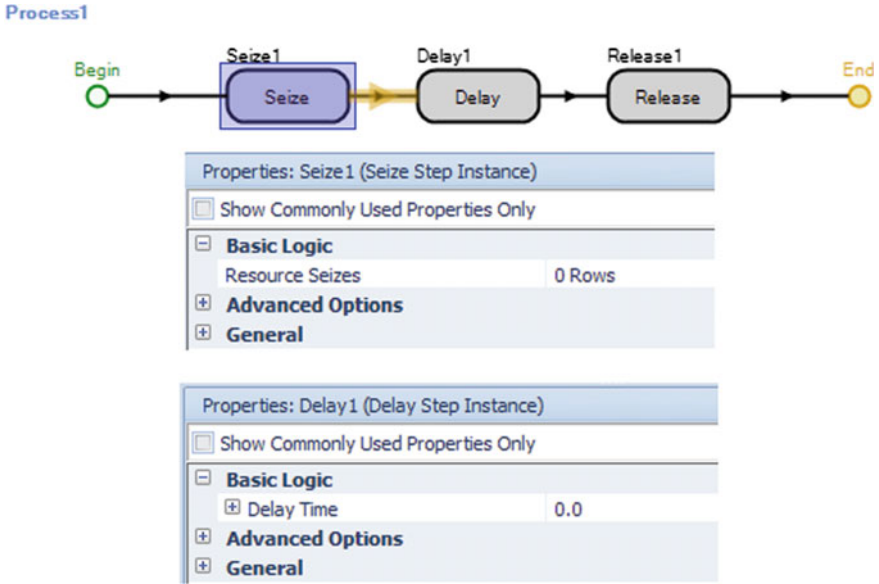 Process1
Begin
Seize1
Delay1
Release1
End
Seize
Delay
Release
Properties: Seize1 (Seize Step Instance)
Show Commonly Used Properties Only
Basic Logic
Resource Seizes 0 Rows
Advanced Options
General
Properties: Delay1 (Delay Step Instance)
Show Commonly Used Properties Only
Basic Logic
Delay Time 0.0
Advanced Options
General